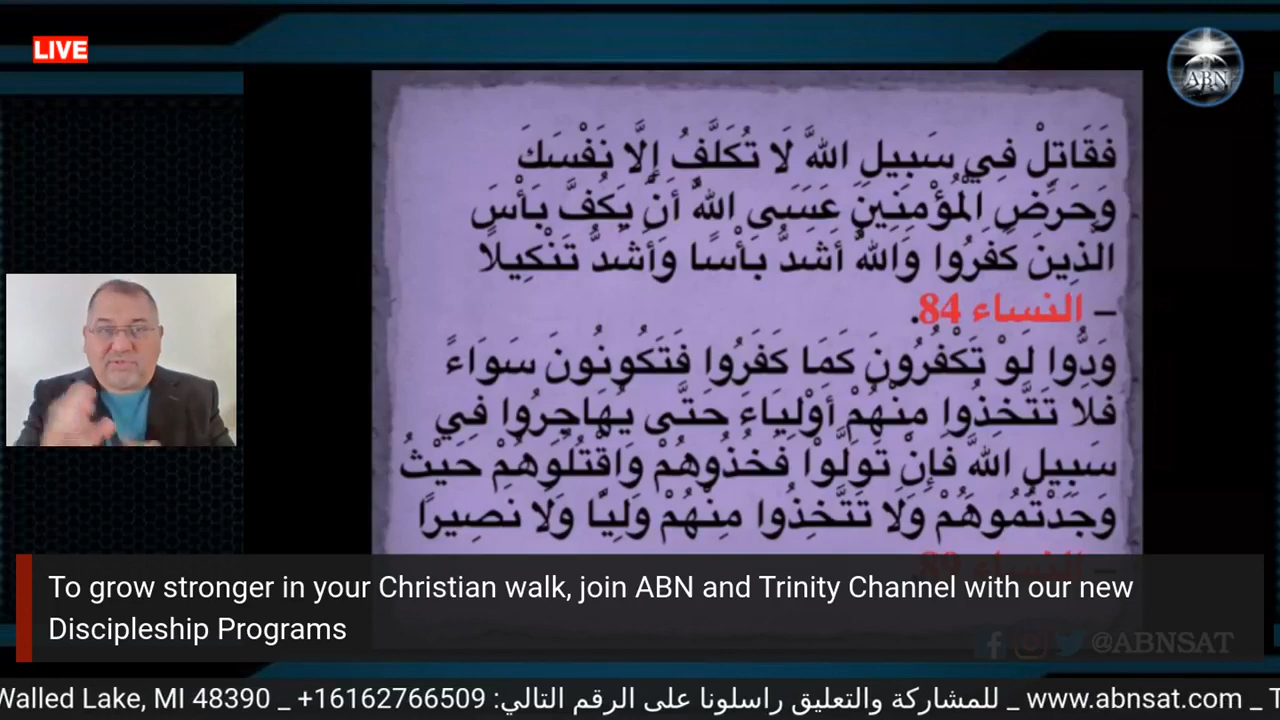 LIVE
ABN
فَقَاتِلْ فِي سَبِيلِ اللَّهِ لَا تُكَلَّفُ إِلَّا نَفْسَكَ
وَحَرِّضِ الْمُؤْمِنِينَ عَسَى اللَّهُ أَنْ يَكُفَّ بَأْسَ
الَّذِينَ كَفَرُوا وَاللَّهُ أَشَدُّ بَأْسًا وَأَشَدُّ تَنْكِيلًا
– النساء 84.
وَدُّوا لَوْ تَكْفُرُونَ كَمَا كَفَرُوا فَتَكُونُونَ سَوَاءً
فَلَا تَتَّخِذُوا مِنْهُمْ أَوْلِيَاءَ حَتَّى يُهَاجِرُوا فِي
سَبِيلِ اللَّهِ فَإِنْ تَوَلَّوْا فَخُذُوهُمْ وَاقْتُلُوهُمْ حَيْثُ
وَجَدْتُمُوهُمْ وَلَا تَتَّخِذُوا مِنْهُمْ وَلِيًّا وَلَا نَصِيرًا
– النساء 89.
To grow stronger in your Christian walk, join ABN and Trinity Channel with our new
Discipleship Programs
@ABNSAT
Walled Lake, MI 48390 _ +16162766509 :للمشاركة والتعليق راسلونا على الرقم التالي _ www.abnsat.com _ T